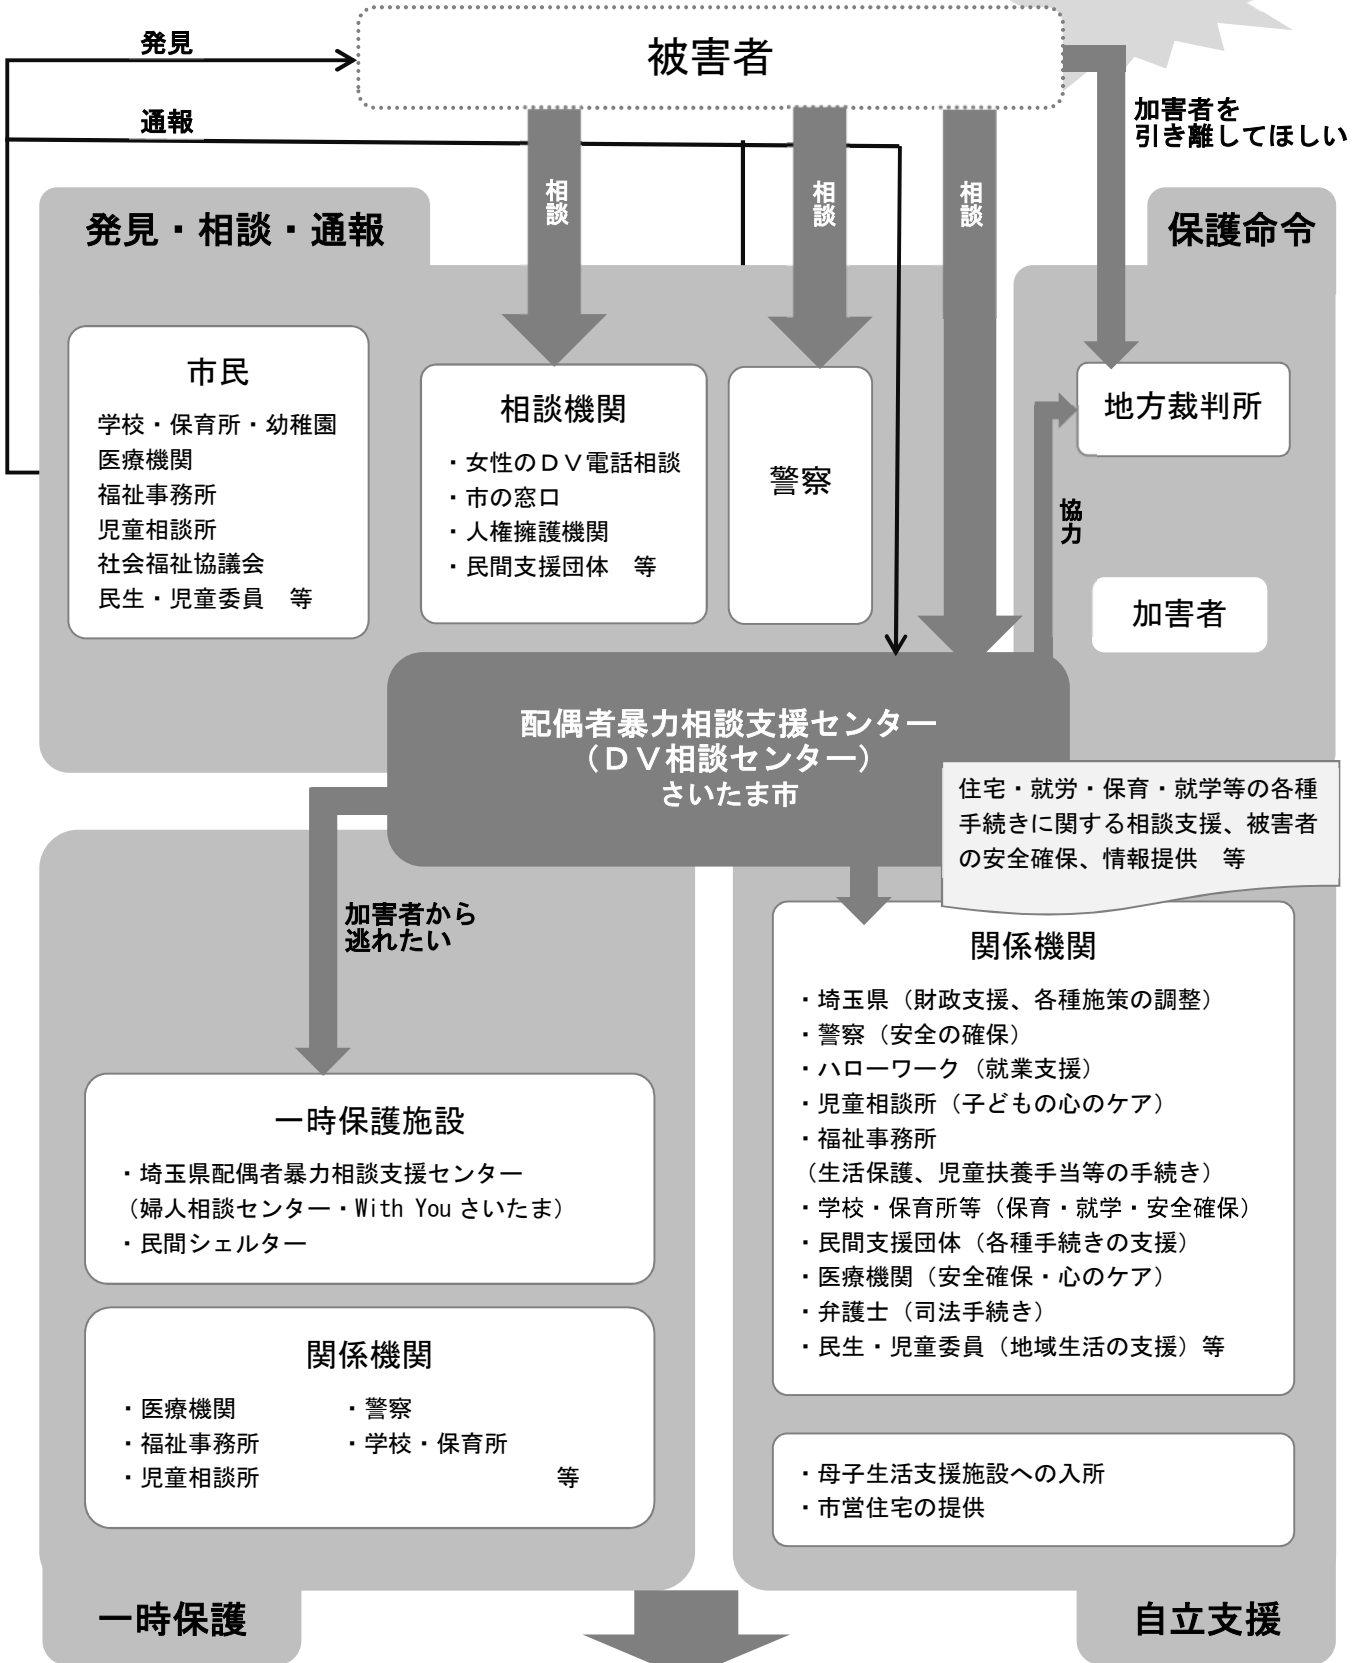 発見
被害者
通報
加害者を
引き離してほしい
相談
相談
相談
発見・相談・通報
保護命令
市民
学校・保育所・幼稚園
医療機関
福祉事務所
児童相談所
社会福祉協議会
民生・児童委員　等
相談機関
・女性のＤＶ電話相談
・市の窓口
・人権擁護機関
・民間支援団体　等
警察
地方裁判所
協力
加害者
配偶者暴力相談支援センター
（ＤＶ相談センター）
さいたま市
住宅・就労・保育・就学等の各種
手続きに関する相談支援、被害者
の安全確保、情報提供　等
加害者から
逃れたい
一時保護施設
・埼玉県配偶者暴力相談支援センター
（婦人相談センター・With You さいたま）
・民間シェルター
関係機関
・医療機関
・福祉事務所
・児童相談所
・警察
・学校・保育所
等
一時保護
関係機関
・埼玉県（財政支援、各種施策の調整）
・警察（安全の確保）
・ハローワーク（就業支援）
・児童相談所（子どもの心のケア）
・福祉事務所
（生活保護、児童扶養手当等の手続き）
・学校・保育所等（保育・就学・安全確保）
・民間支援団体（各種手続きの支援）
・医療機関（安全確保・心のケア）
・弁護士（司法手続き）
・民生・児童委員（地域生活の支援）等
・母子生活支援施設への入所
・市営住宅の提供
自立支援